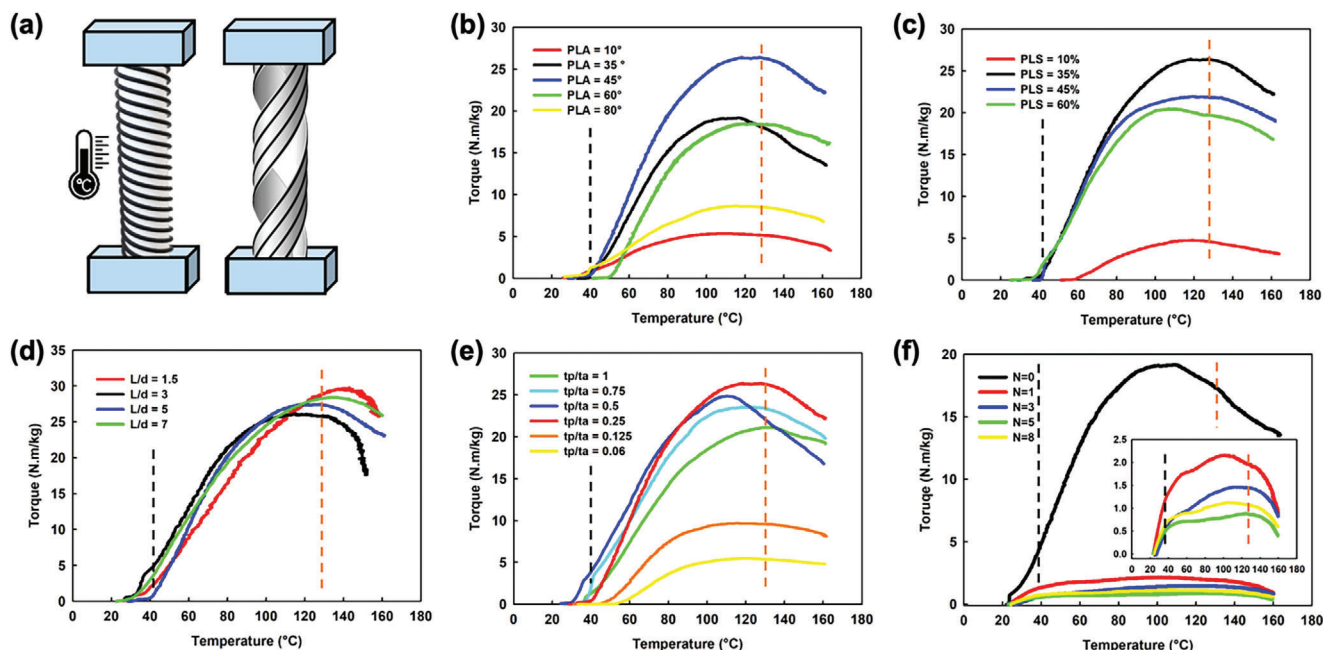 (a)
°C
(b)
Torque (N.m/kg)
30
25
20
15
10
5
0
PLA = 10°
PLA = 35 °
PLA = 45°
PLA = 60°
PLA = 80°
0 20 40 60 80 100 120 140 160 180
Temperature (°C)
(c)
Torque (N.m/kg)
30
25
20
15
10
5
0
PLS = 10%
PLS = 35%
PLS = 45%
PLS = 60%
0 20 40 60 80 100 120 140 160 180
Temperature (°C)
(d)
Torque (N.m/kg)
35
30
25
20
15
10
5
0
L/d = 1.5
L/d = 3
L/d = 5
L/d = 7
0 20 40 60 80 100 120 140 160 180
Temperature (°C)
(e)
Torque (N.m/kg)
30
25
20
15
10
5
0
tp/ta = 1
tp/ta = 0.75
tp/ta = 0.5
tp/ta = 0.25
tp/ta = 0.125
tp/ta = 0.06
0 20 40 60 80 100 120 140 160 180
Temperature (°C)
(f)
Toruqe (N.m/kg)
20
15
10
5
0
N=0
N=1
N=3
N=5
N=8
2.5
2.0
1.5
1.0
0.5
0.0
0 20 40 60 80 100 120 140 160 180
0 20 40 60 80 100 120 140 160 180
Temperature (°C)